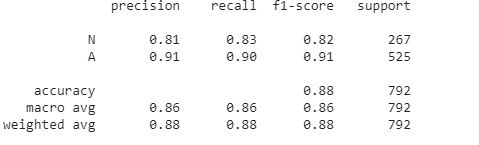 precision recall f1-score support
N 0.81 0.83 0.82 267
A 0.91 0.90 0.91 525
accuracy 0.88 792
macro avg 0.86 0.86 0.86 792
weighted avg 0.88 0.88 0.88 792